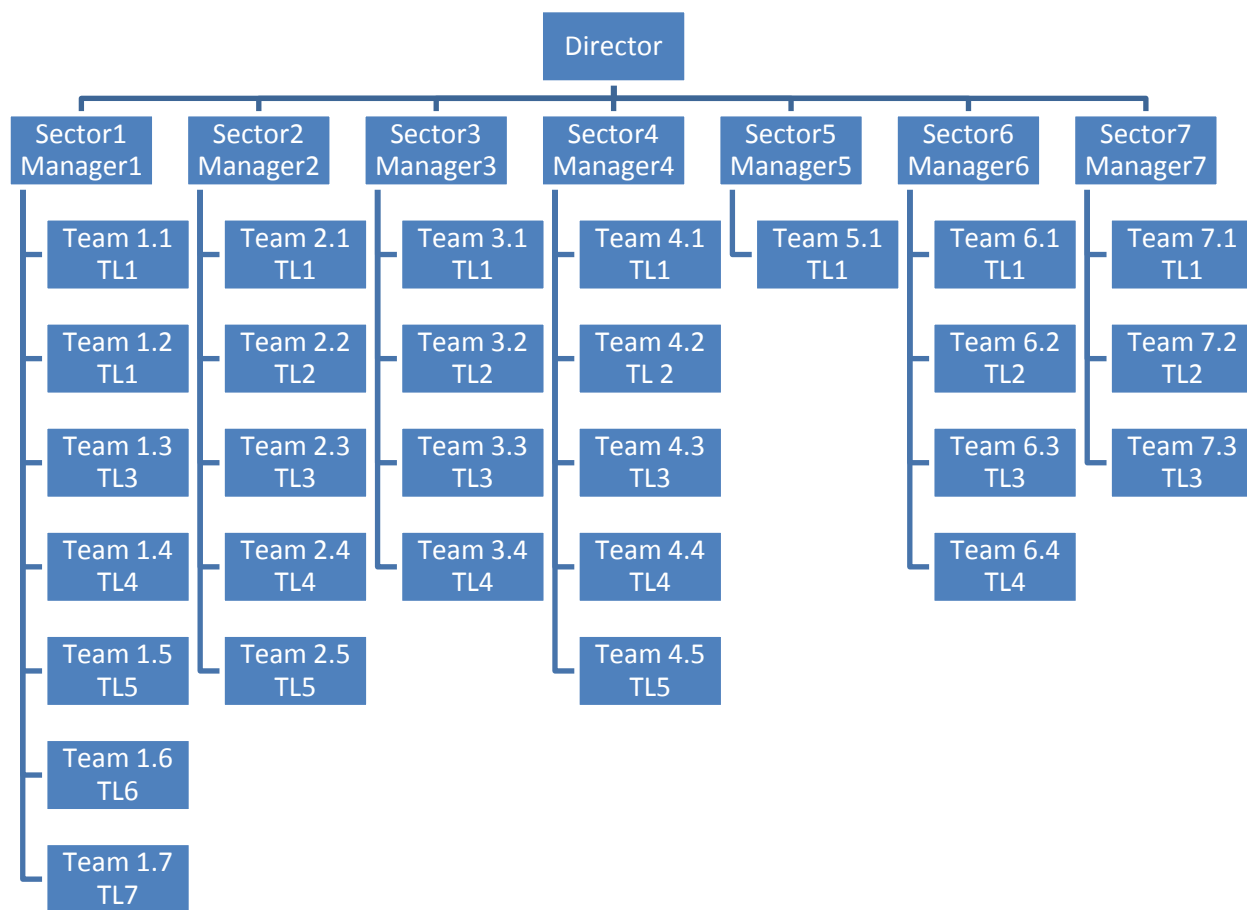 Director
Sector1
Manager1
Sector2
Manager2
Sector3
Manager3
Sector4
Manager4
Sector5
Manager5
Sector6
Manager6
Sector7
Manager7
Team 1.1
TL1
Team 1.2
TL1
Team 1.3
TL3
Team 1.4
TL4
Team 1.5
TL5
Team 1.6
TL6
Team 1.7
TL7
Team 2.1
TL1
Team 2.2
TL2
Team 2.3
TL3
Team 2.4
TL4
Team 2.5
TL5
Team 3.1
TL1
Team 3.2
TL2
Team 3.3
TL3
Team 3.4
TL4
Team 4.1
TL1
Team 4.2
TL 2
Team 4.3
TL3
Team 4.4
TL4
Team 4.5
TL5
Team 5.1
TL1
Team 6.1
TL1
Team 6.2
TL2
Team 6.3
TL3
Team 6.4
TL4
Team 7.1
TL1
Team 7.2
TL2
Team 7.3
TL3